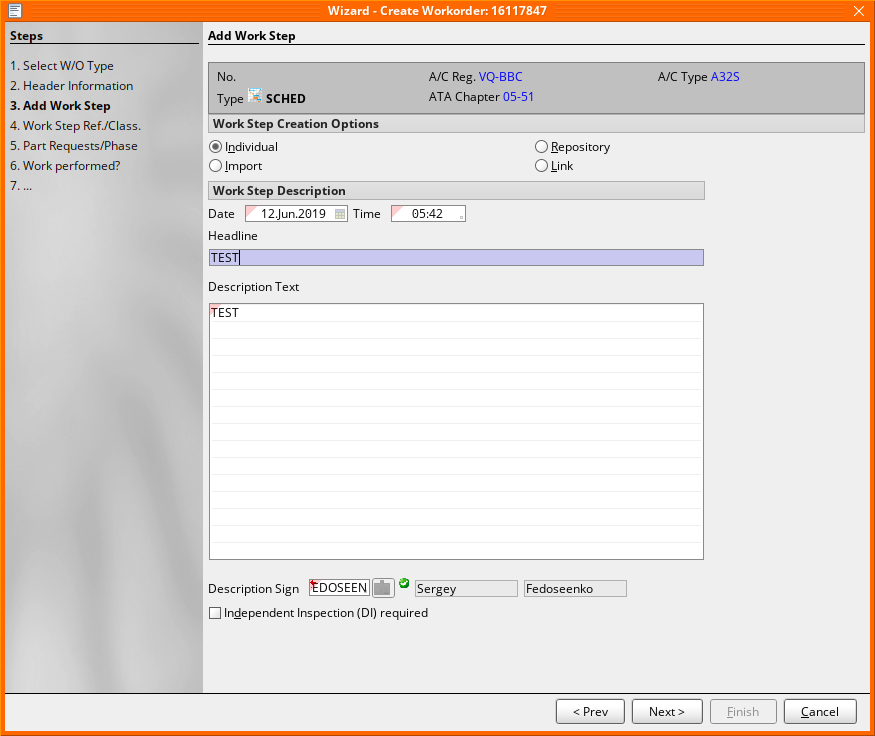 Wizard - Create Workorder: 16117847
Steps
1. Select W/O Type
2. Header Information
3. Add Work Step
4. Work Step Ref./Class.
5. Part Requests/Phase
6. Work performed?
7. ...
Add Work Step
No. A/C Reg. VQ-BBC A/C Type A32S
Type SCHED ATA Chapter 05-51
Work Step Creation Options
Individual Repository
Import Link
Work Step Description
Date 12.Jun.2019 Time 05:42
Headline
TEST
Description Text
TEST
Description Sign EDOSEEN Sergey Fedoseenko
Independent Inspection (DI) required
< Prev Next > Finish Cancel